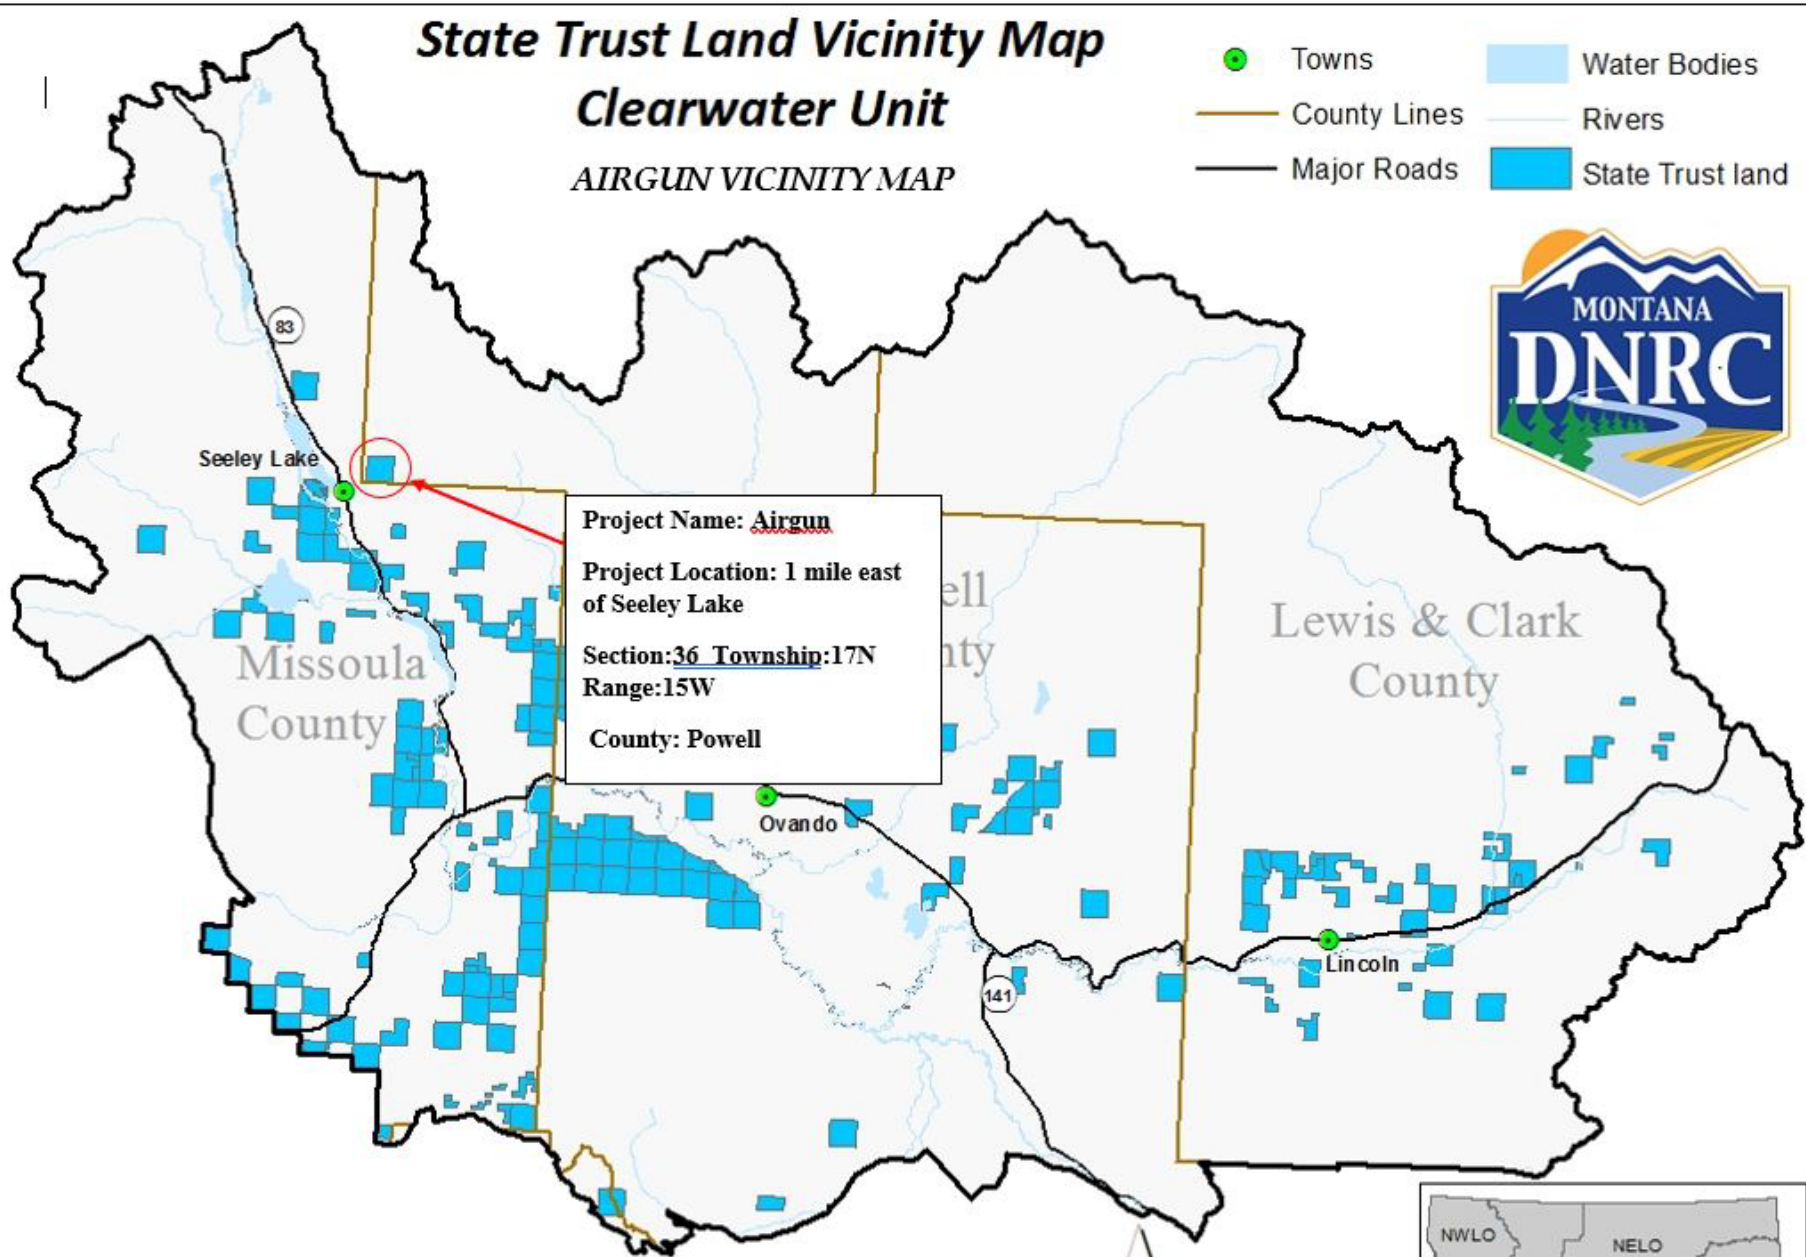 State Trust Land Vicinity Map
Clearwater Unit
AIRGUN VICINITY MAP
Towns
County Lines
Major Roads
Water Bodies
Rivers
State Trust land
MONTANA
DNRC
83
Seeley Lake
Project Name: Airgun
Project Location: 1 mile east
of Seeley Lake
Section:36 Township:17N
Range:15W
County: Powell
ell
nty
Missoula
County
Lewis & Clark
County
Ovando
Lincoln
141
NWLO
NELO